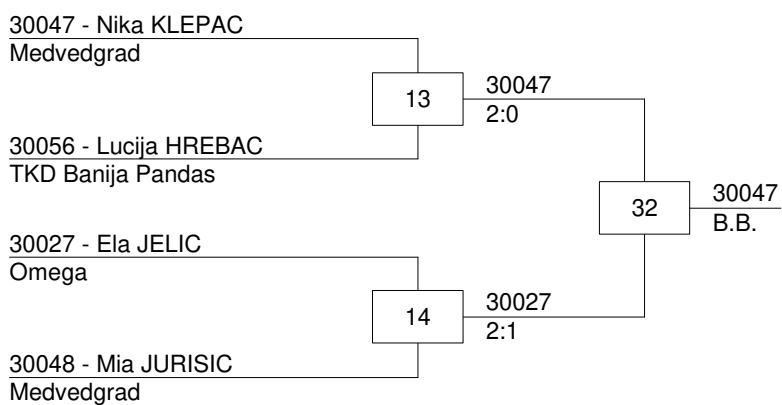 30047 - Nika KLEPAC
Medvedgrad
13
30047
2:0
30056 - Lucija HREBAC
TKD Banija Pandas
32
30047
B.B.
30027 - Ela JELIC
Omega
14
30027
2:1
30048 - Mia JURISIC
Medvedgrad